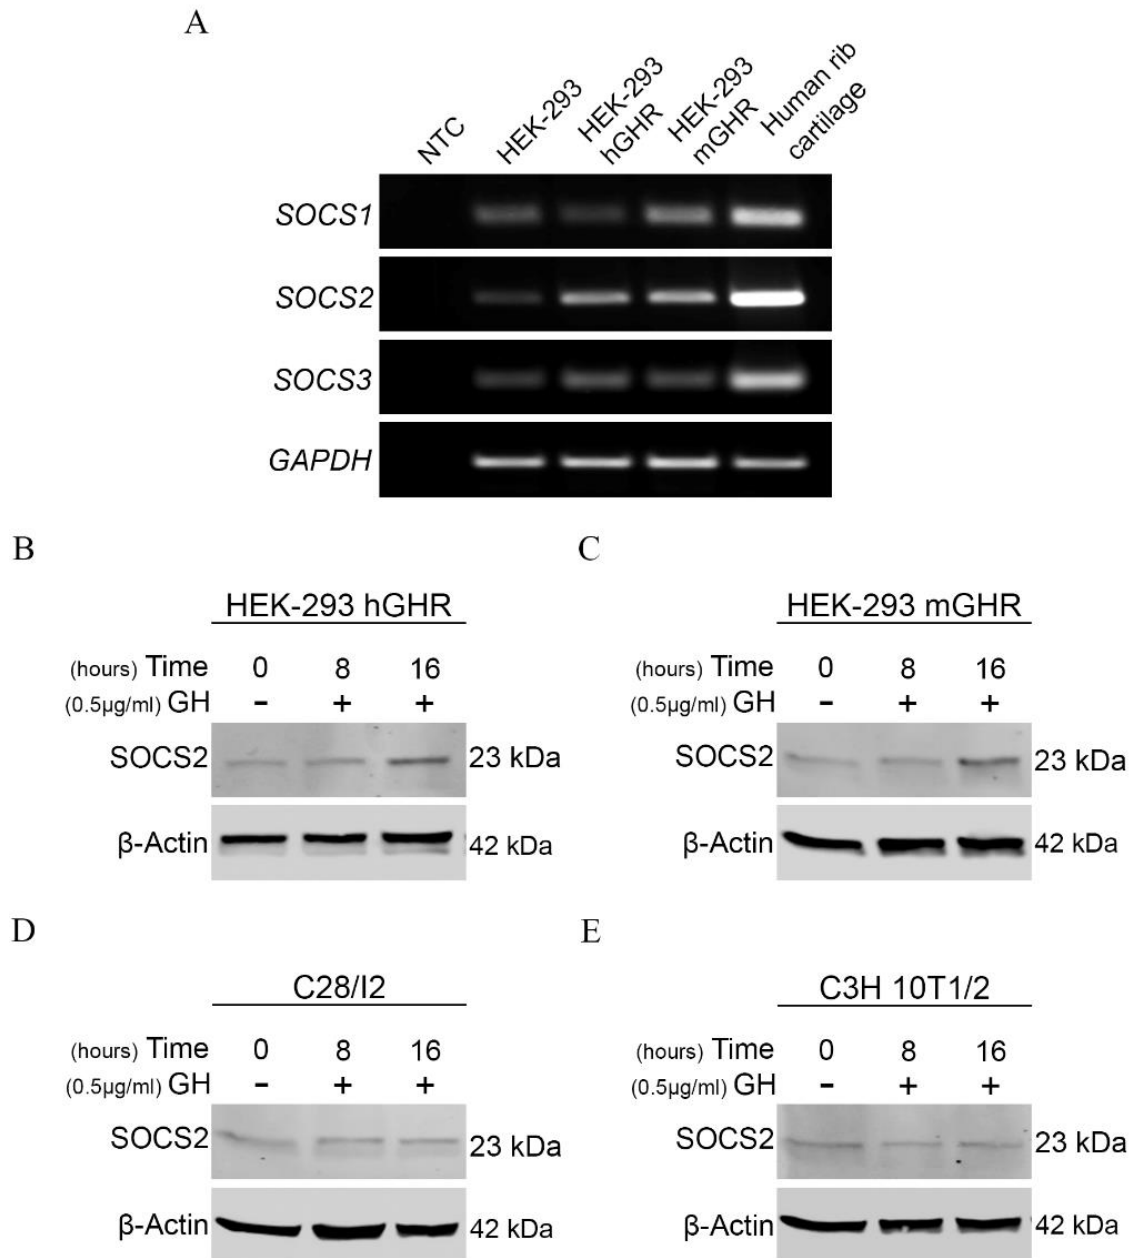 A
NTC
HEK-293
HEK-293
hGHR
HEK-293
mGHR
Human rib
cartilage
SOCS1
SOCS2
SOCS3
GAPDH
B
HEK-293 hGHR
(hours) Time 0 8 16
(0.5µg/ml) GH - + +
SOCS2 23 kDa
β-Actin 42 kDa
C
HEK-293 mGHR
(hours) Time 0 8 16
(0.5µg/ml) GH - + +
SOCS2 23 kDa
β-Actin 42 kDa
D
C28/I2
(hours) Time 0 8 16
(0.5µg/ml) GH - + +
SOCS2 23 kDa
β-Actin 42 kDa
E
C3H 10T1/2
(hours) Time 0 8 16
(0.5µg/ml) GH - + +
SOCS2 23 kDa
β-Actin 42 kDa